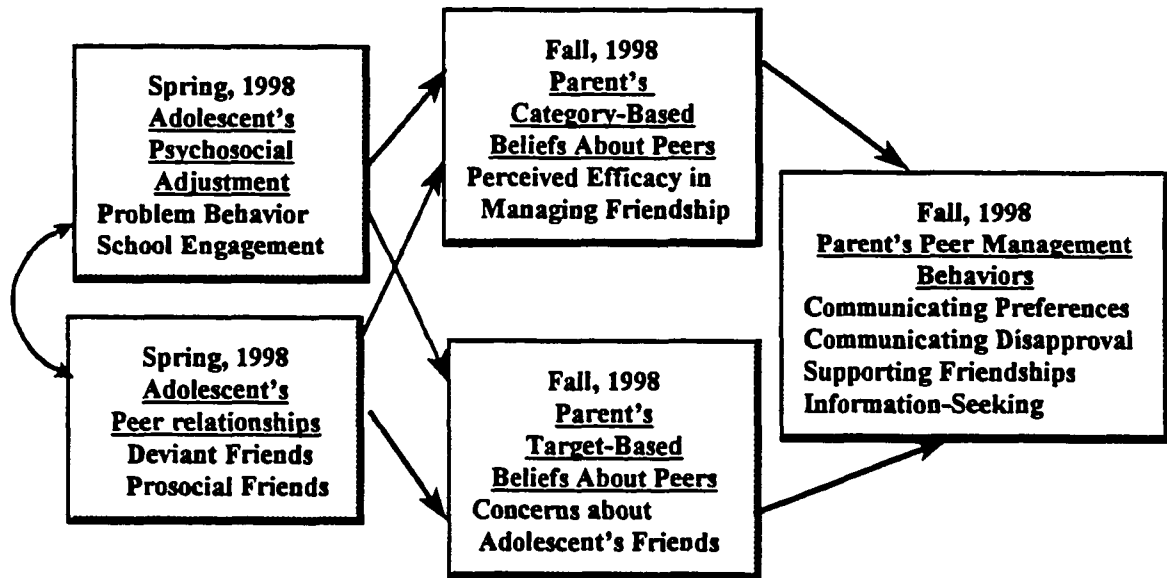 Spring, 1998
Adolescent's
Psychosocial
Adjustment
Problem Behavior
School Engagement
Spring, 1998
Adolescent's
Peer relationships
Deviant Friends
Prosocial Friends
Fall, 1998
Parent's
Category-Based
Beliefs About Peers
Perceived Efficacy in
Managing Friendship
Fall, 1998
Parent's
Target-Based
Beliefs About Peers
Concerns about
Adolescent's Friends
Fall, 1998
Parent's Peer Management
Behaviors
Communicating Preferences
Communicating Disapproval
Supporting Friendships
Information-Seeking